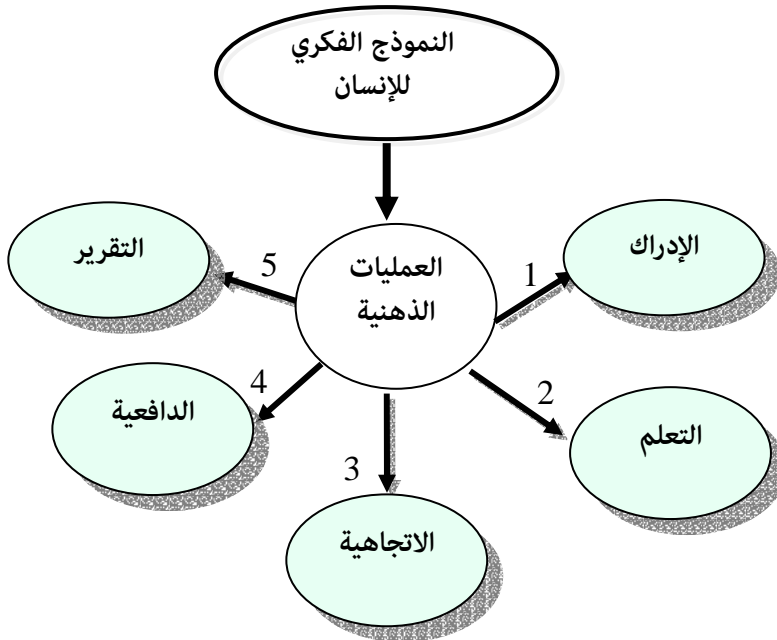 النموذج الفكري
للإنسان
العمليات
الذهنية
1
الإدراك
2
التعلم
3
الاتجاهية
4
الدافعية
5
التقرير